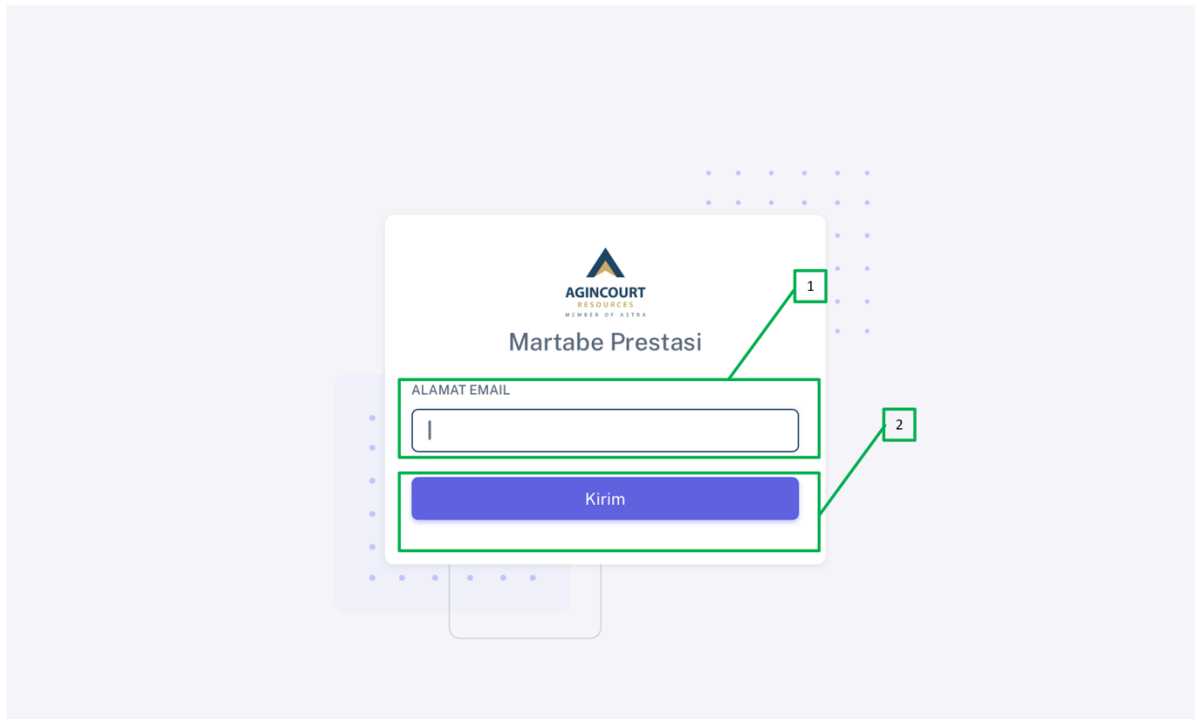 AGINCOURT
RESOURCES
MEMBER OF ASTRA
Martabe Prestasi
1
ALAMAT EMAIL
2
Kirim